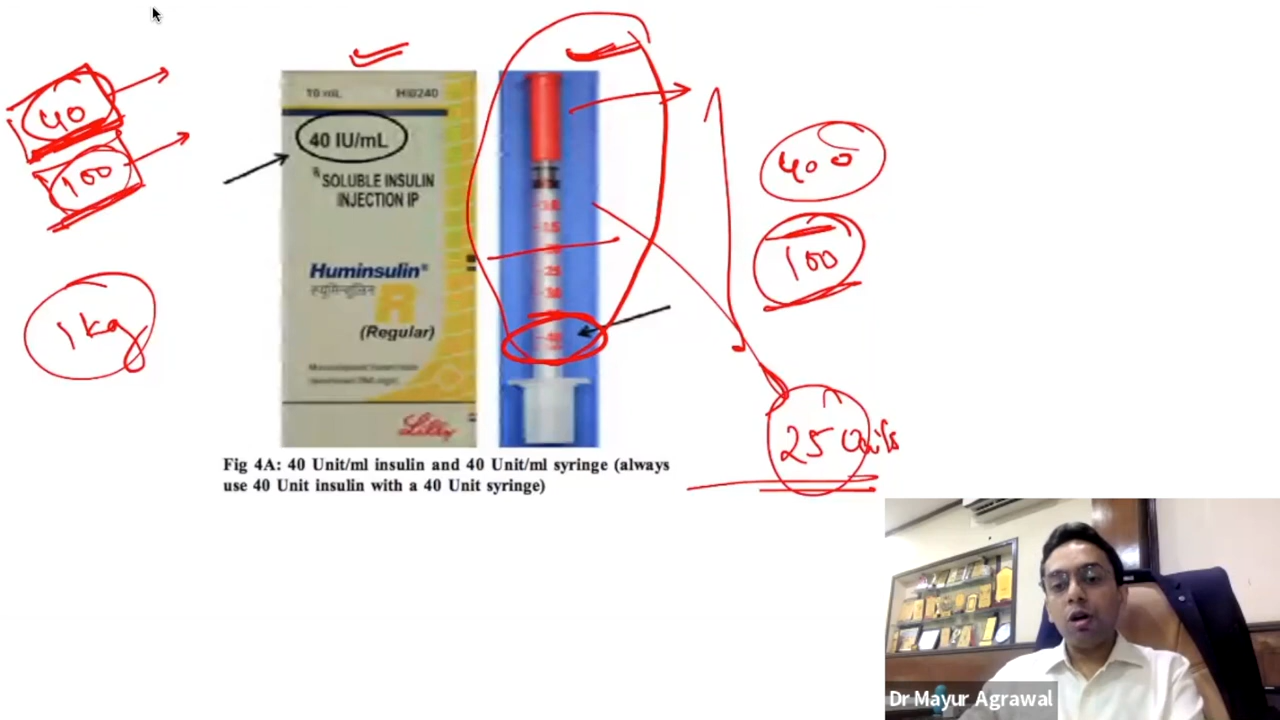 40
100
1 kg
10 mL HI0240
40 IU/mL
SOLUBLE INSULIN
INJECTION IP
Huminsulin®
ह्यूमिन्सुलिन
R
(Regular)
Lilly
25
40
Fig 4A: 40 Unit/ml insulin and 40 Unit/ml syringe (always
use 40 Unit insulin with a 40 Unit syringe)
400
100
25 Units
Dr Mayur Agrawal